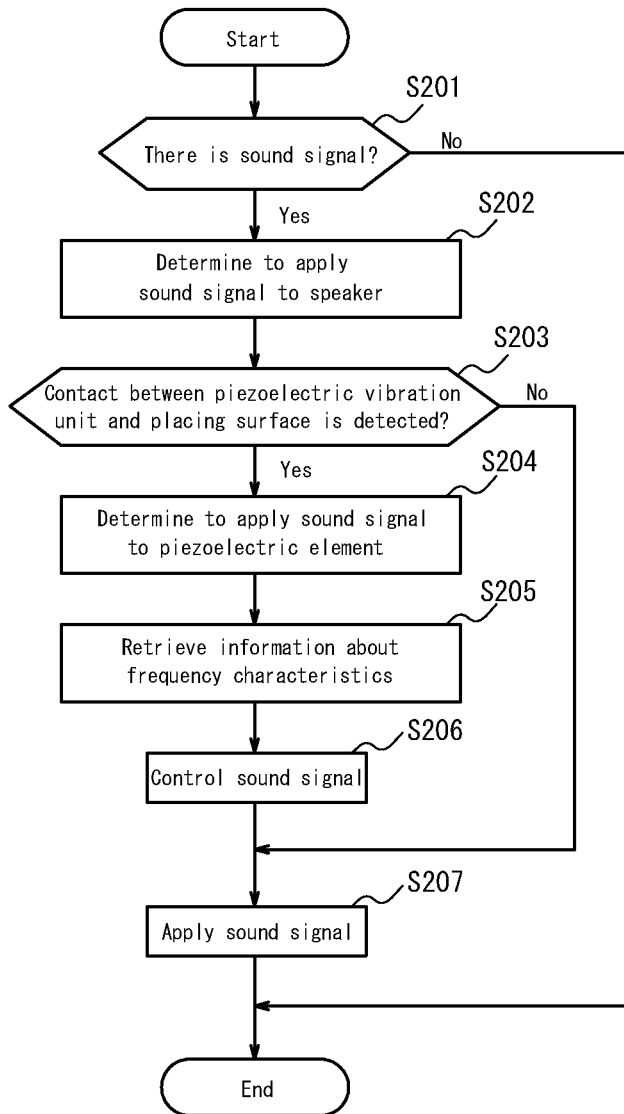 Start
S201
There is sound signal?
No
Yes
S202
Determine to apply
sound signal to speaker
S203
Contact between piezoelectric vibration
unit and placing surface is detected?
No
Yes
S204
Determine to apply sound signal
to piezoelectric element
S205
Retrieve information about
frequency characteristics
S206
Control sound signal
S207
Apply sound signal
End